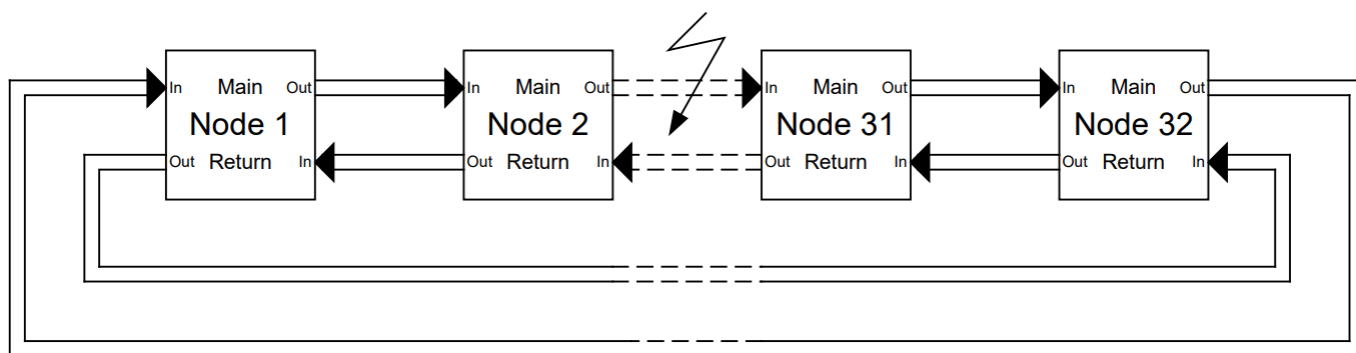 In Main Out
Node 1
Out Return In
In Main Out
Node 2
Out Return In
In Main Out
Node 31
Out Return In
In Main Out
Node 32
Out Return In